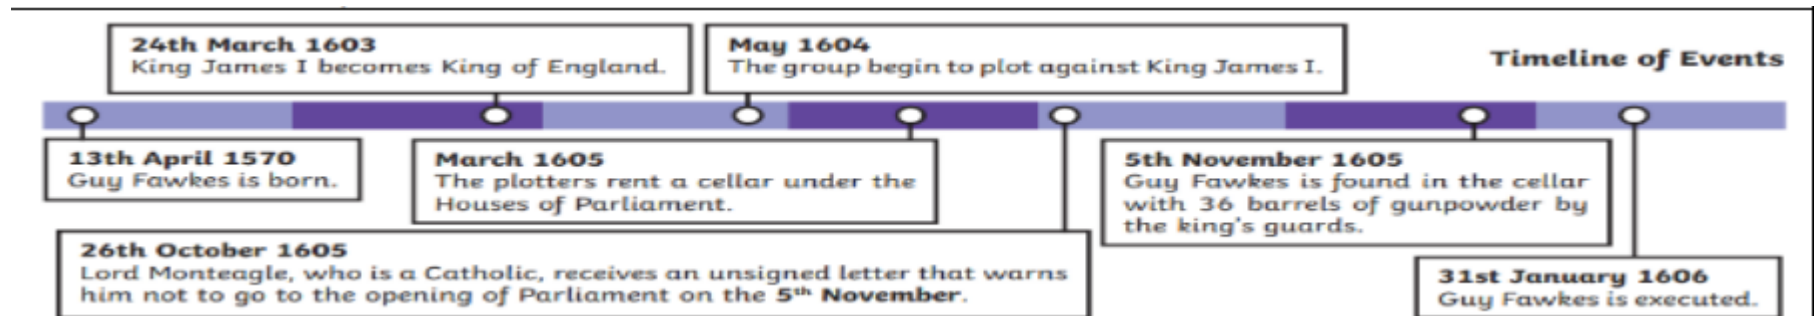 24th March 1603
King James I becomes King of England.
May 1604
The group begin to plot against King James I.
Timeline of Events
13th April 1570
Guy Fawkes is born.
March 1605
The plotters rent a cellar under the
Houses of Parliament.
5th November 1605
Guy Fawkes is found in the cellar
with 36 barrels of gunpowder by
the king's guards.
26th October 1605
Lord Monteagle, who is a Catholic, receives an unsigned letter that warns
him not to go to the opening of Parliament on the 5th November.
31st January 1606
Guy Fawkes is executed.